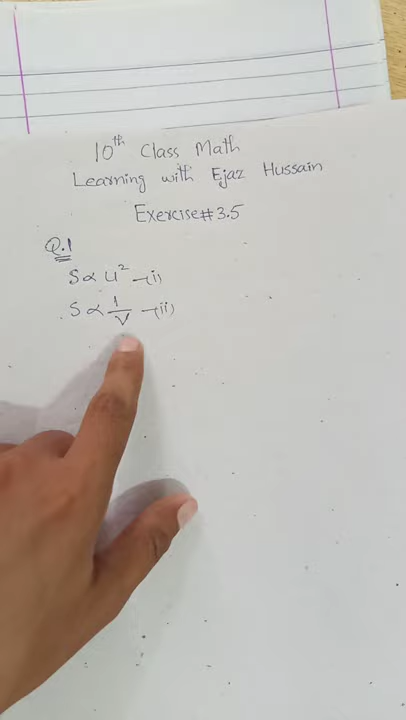 10th Class Math
Learning with Ejaz Hussain
Exercise#3.5
Q.1
S∝u² —(i)
S∝1/V —(ii)